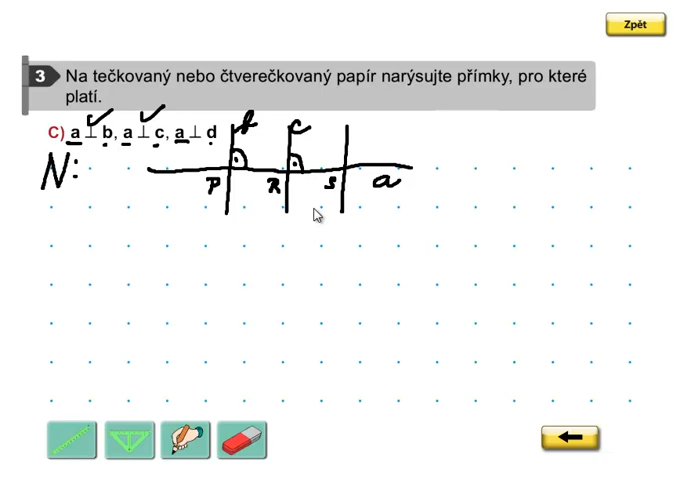 Zpět
3 Na tečkovaný nebo čtverečkovaný papír narýsujte přímky, pro které
platí.
C) a ⊥ b, a ⊥ c, a ⊥ d
b c
N:
P R S a